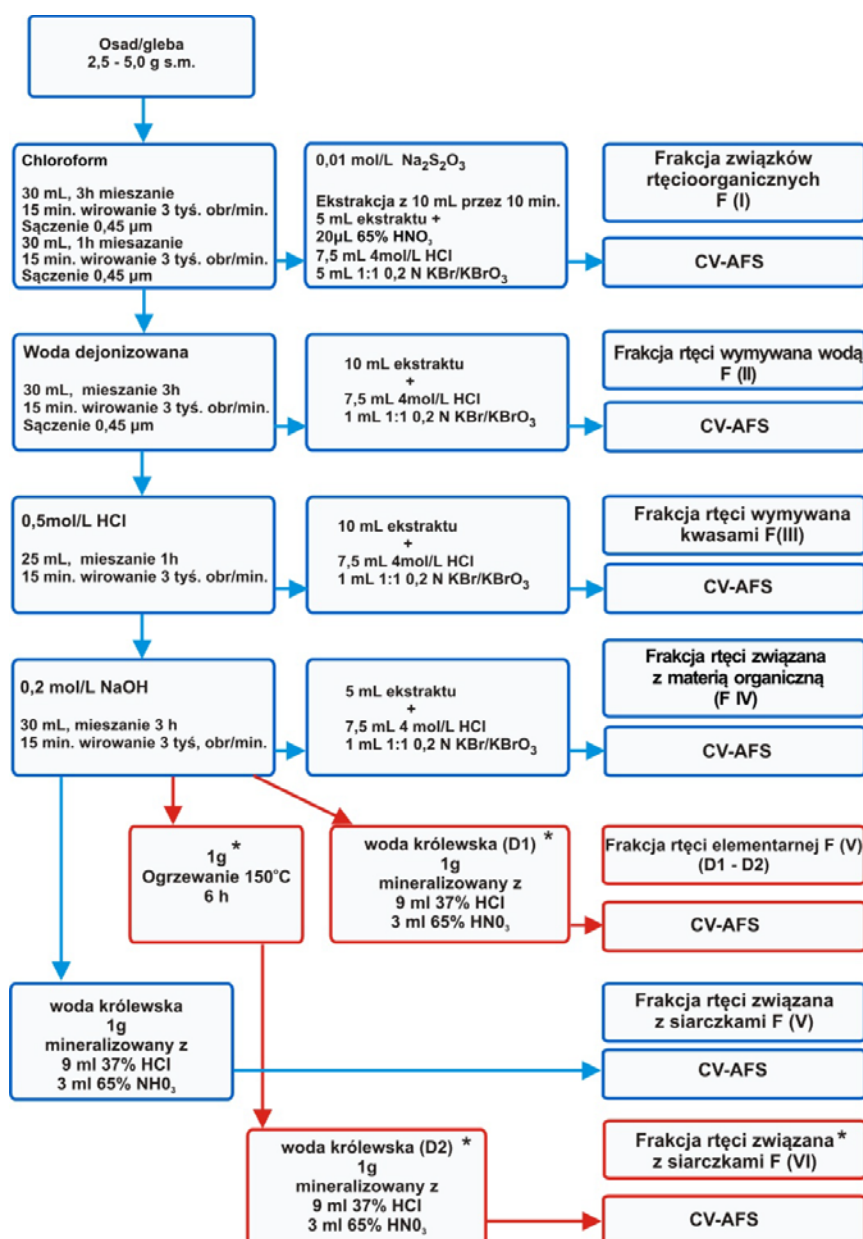 Osad/gleba
2,5 - 5,0 g s.m.
Chloroform
30 mL, 3h mieszanie
15 min. wirowanie 3 tyś. obr/min.
Sączenie 0,45 µm
30 mL, 1h miesazanie
15 min. wirowanie 3 tyś. obr/min.
Sączenie 0,45 µm
0,01 mol/L Na₂S₂O₃
Ekstrakcja z 10 mL przez 10 min.
5 mL ekstraktu +
20µL 65% HNO₃
7,5 mL 4mol/L HCl
5 mL 1:1 0,2 N KBr/KBrO₃
Frakcja związków
rtęcioorganicznych
F (I)
CV-AFS
Woda dejonizowana
30 mL, mieszanie 3h
15 min. wirowanie 3 tyś. obr/min.
Sączenie 0,45 µm
10 mL ekstraktu
+
7,5 mL 4mol/L HCl
1 mL 1:1 0,2 N KBr/KBrO₃
Frakcja rtęci wymywana wodą
F (II)
CV-AFS
0,5mol/L HCl
25 mL, mieszanie 1h
15 min. wirowanie 3 tyś. obr/min.
10 mL ekstraktu
+
7,5 mL 4mol/L HCl
1 mL 1:1 0,2 N KBr/KBrO₃
Frakcja rtęci wymywana
kwasami F(III)
CV-AFS
0,2 mol/L NaOH
30 mL, mieszanie 3 h
15 min. wirowanie 3 tyś, obr/min.
5 mL ekstraktu
+
7,5 mL 4 mol/L HCl
1 mL 1:1 0,2 N KBr/KBrO₃
Frakcja rtęci związana
z materią organiczną
(F IV)
CV-AFS
1g *
Ogrzewanie 150°C
6 h
woda królewska (D1) *
1g
mineralizowany z
9 ml 37% HCl
3 ml 65% HN0₃
Frakcja rtęci elementarnej F (V)
(D1 - D2)
CV-AFS
woda królewska
1g
mineralizowany z
9 ml 37% HCl
3 ml 65% NH0₃
Frakcja rtęci związana
z siarczkami F (V)
CV-AFS
woda królewska (D2) *
1g
mineralizowany z
9 ml 37% HCl
3 ml 65% HN0₃
Frakcja rtęci związana *
z siarczkami F (VI)
CV-AFS